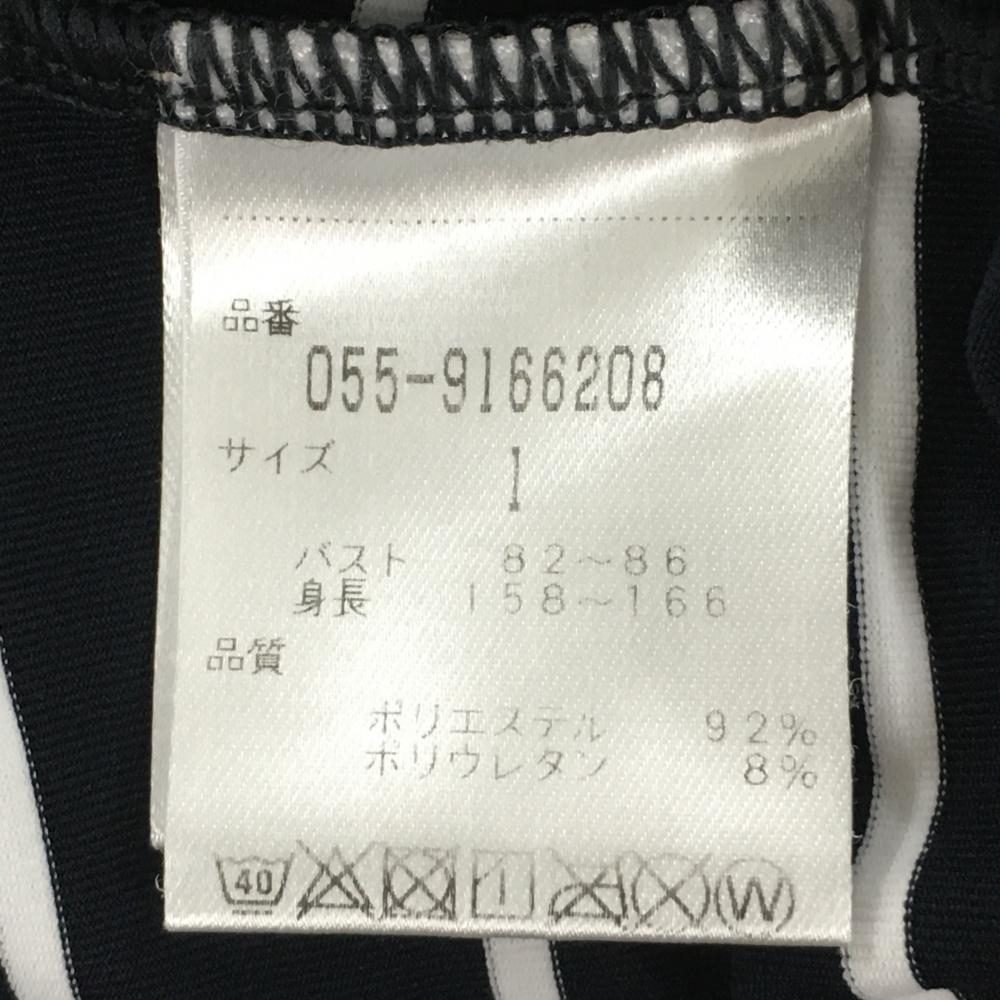 品番
055-9166208
サイズ 1
バスト 82～86
身長 158～166
品質
ポリエステル 92%
ポリウレタン 8%
40 W